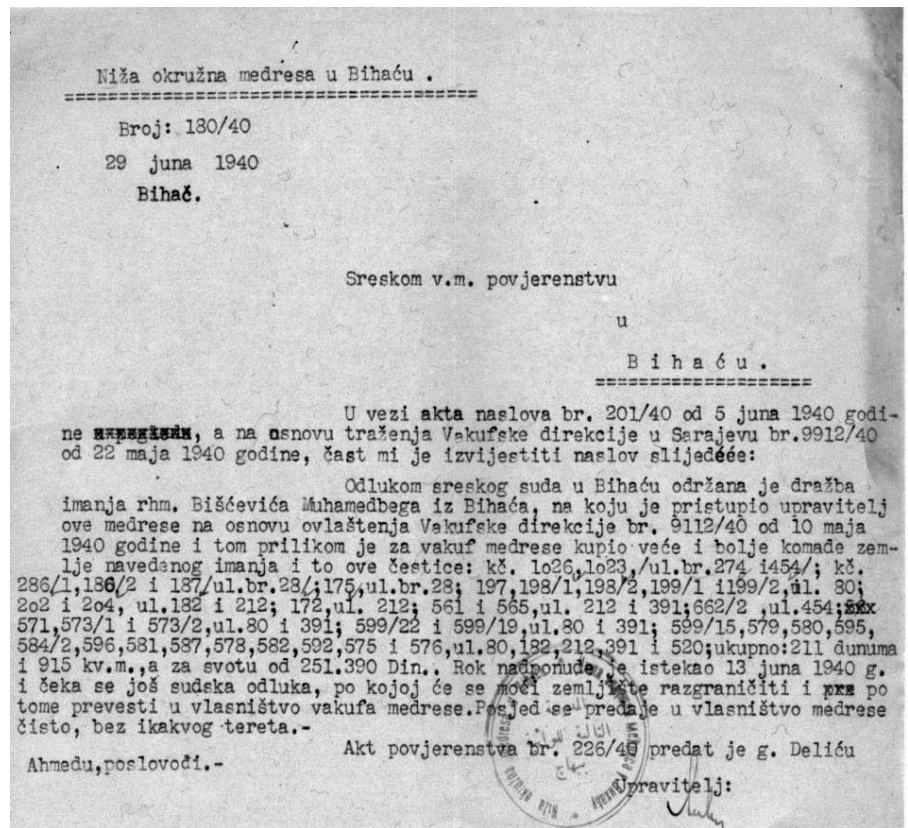 Niža okružna medresa u Bihaću .
=====================================
Broj: 130/40
29 juna 1940
Bihać.
Sreskom v.m. povjerenstvu
u
B i h a ć u .
====================
U vezi akta naslova br. 201/40 od 5 juna 1940 godi-
ne , a na osnovu traženja Vakufske direkcije u Sarajevu br.9912/40
od 22 maja 1940 godine, čast mi je izvijestiti naslov slijedéće:
Odlukom sreskog suda u Bihaću održana je dražba
imanja rhm. Bišćevića Muhamedbega iz Bihaća, na koju je pristupio upravitelj
ove medrese na osnovu ovlaštenja Vakufske direkcije br. 9112/40 od 10 maja
1940 godine i tom prilikom je za vakuf medrese kupio veće i bolje komade zem-
lje navedenog imanja i to ove čestice: kč. 1o26,1o23,/ul.br.274 i454/; kč.
286/1,186/2 i 187/ul.br.28/;175,ul.br.28; 197,198/1,198/2,199/1 i199/2,úl. 80;
2o2 i 2o4, ul.182 i 212; 172,ul. 212; 561 i 565,ul. 212 i 391;662/2 ,ul.454;
571,573/1 i 573/2,ul.80 i 391; 599/22 i 599/19,ul.80 i 391; 599/15,579,580,595,
584/2,596,581,587,578,582,592,575 i 576,ul.80,182,212,391 i 520;ukupno:211 dunuma
i 915 kv.m.,a za svotu od 251.390 Din.. Rok nadponude je istekao 13 juna 1940 g.
i čeka se još sudska odluka, po kojoj će se moći zemljište razgraničiti i po
tome prevesti u vlasništvo vakufa medrese.Posjed se predaje u vlasništvo medrese
čisto, bez ikakvog tereta.-
Akt povjerenstva br. 226/40 predat je g. Deliću
Ahmedu,poslovođi.-
Upravitelj:
Niža okružna medresa